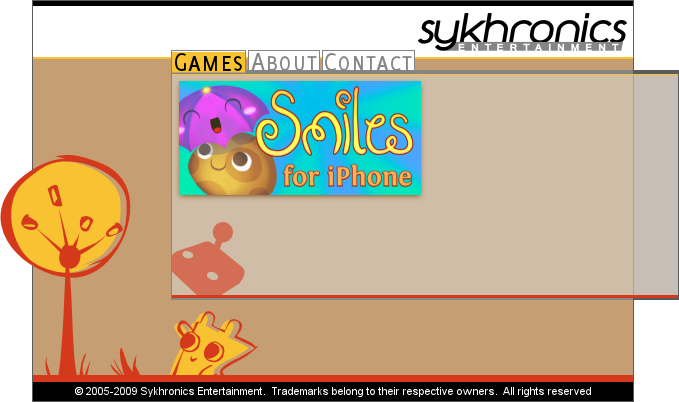 sykhronics
ENTERTAINMENT
GAMES ABOUT CONTACT
Smiles
for iPhone
© 2005-2009 Sykhronics Entertainment. Trademarks belong to their respective owners. All rights reserved